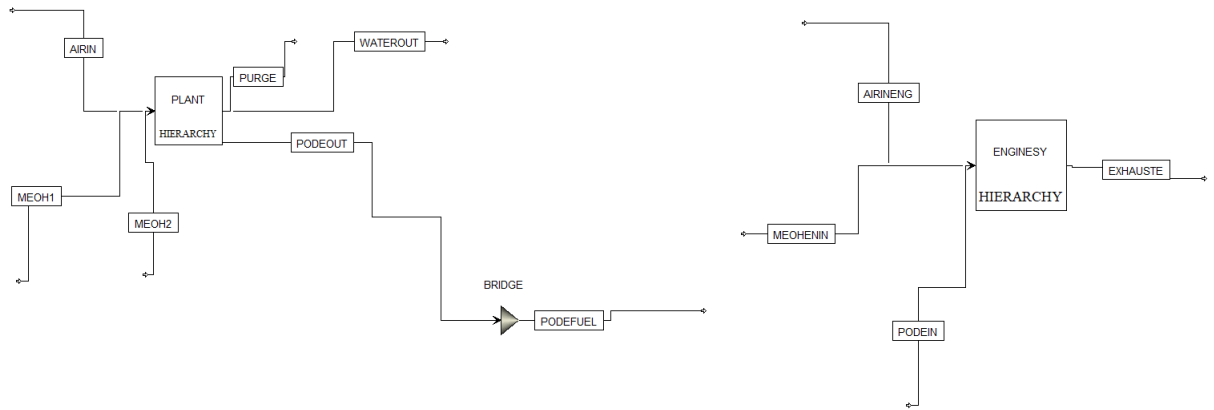 AIRIN
WATEROUT
PURGE
PLANT
HIERARCHY
PODEOUT
MEOH1
MEOH2
BRIDGE
PODEFUEL
AIRINENG
ENGINESY
HIERARCHY
EXHAUSTE
MEOHENIN
PODEIN